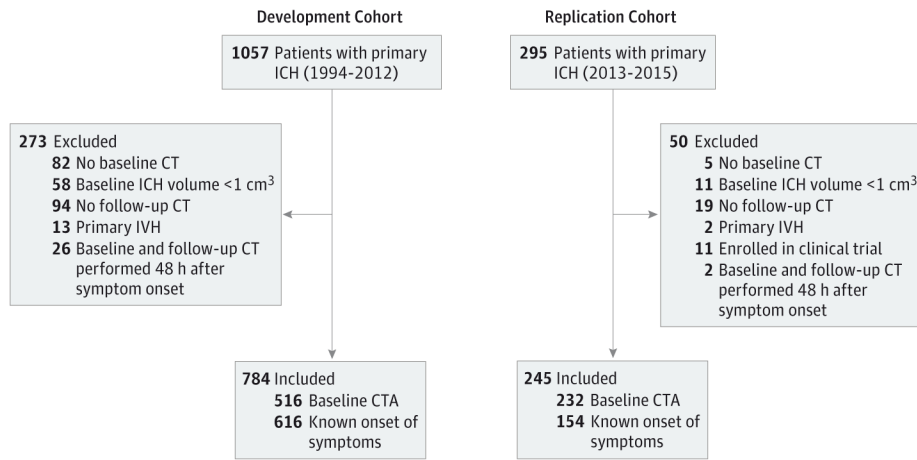 Development Cohort
1057 Patients with primary
ICH (1994-2012)
273 Excluded
82 No baseline CT
58 Baseline ICH volume <1 cm³
94 No follow-up CT
13 Primary IVH
26 Baseline and follow-up CT
performed 48 h after
symptom onset
784 Included
516 Baseline CTA
616 Known onset of
symptoms
Replication Cohort
295 Patients with primary
ICH (2013-2015)
50 Excluded
5 No baseline CT
11 Baseline ICH volume <1 cm³
19 No follow-up CT
2 Primary IVH
11 Enrolled in clinical trial
2 Baseline and follow-up CT
performed 48 h after
symptom onset
245 Included
232 Baseline CTA
154 Known onset of
symptoms